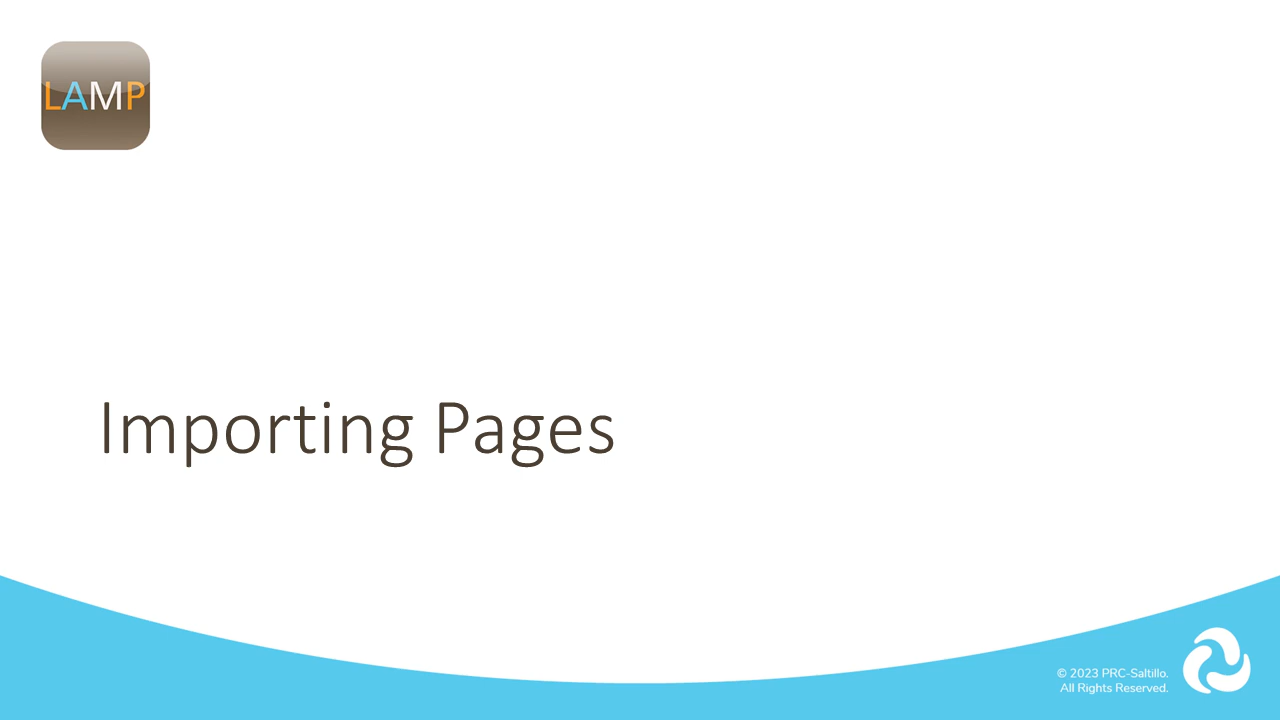 LAMP
Importing Pages
© 2023 PRC-Saltillo.
All Rights Reserved.